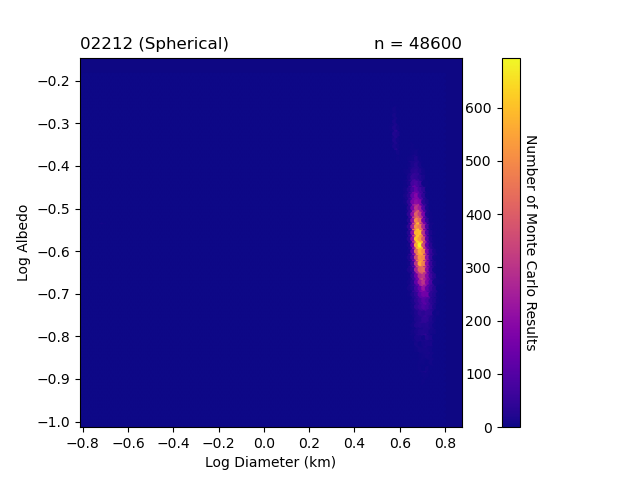 02212 (Spherical)
n = 48600
−0.2
−0.3
−0.4
−0.5
−0.6
−0.7
−0.8
−0.9
−1.0
Log Albedo
−0.8 −0.6 −0.4 −0.2 0.0 0.2 0.4 0.6 0.8
Log Diameter (km)
600
500
400
300
200
100
0
Number of Monte Carlo Results